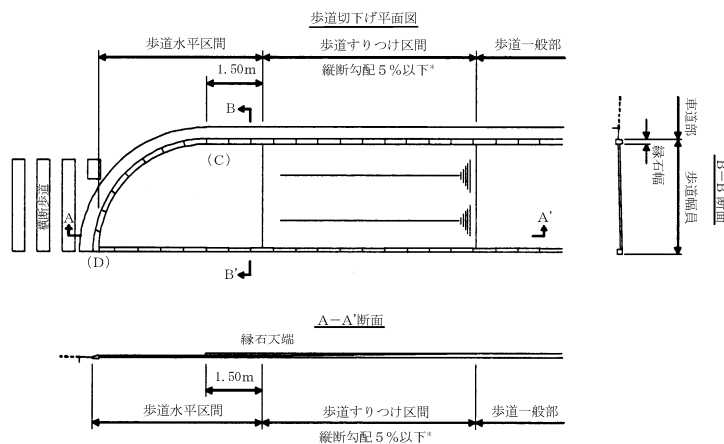 歩道切下げ平面図
歩道水平区間
歩道すりつけ区間
歩道一般部
1.50m
縦断勾配5%以下*
B
(C)
横断歩道
A
A'
(D)
B'
車道部
縁石幅
歩道幅員
B-B'断面
A-A'断面
縁石天端
1.50m
歩道水平区間
歩道すりつけ区間
歩道一般部
縦断勾配5%以下*